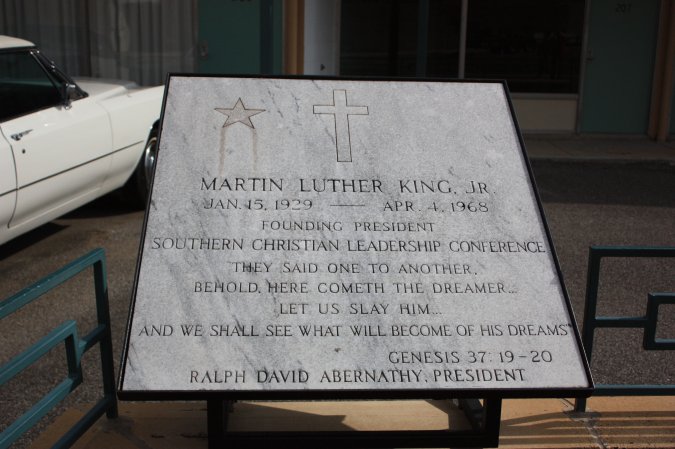 207
MARTIN LUTHER KING, JR.
JAN. 15, 1929 — APR. 4, 1968
FOUNDING PRESIDENT
SOUTHERN CHRISTIAN LEADERSHIP CONFERENCE
"THEY SAID ONE TO ANOTHER,
BEHOLD, HERE COMETH THE DREAMER...
LET US SLAY HIM...
AND WE SHALL SEE WHAT WILL BECOME OF HIS DREAMS"
GENESIS 37: 19-20
RALPH DAVID ABERNATHY, PRESIDENT